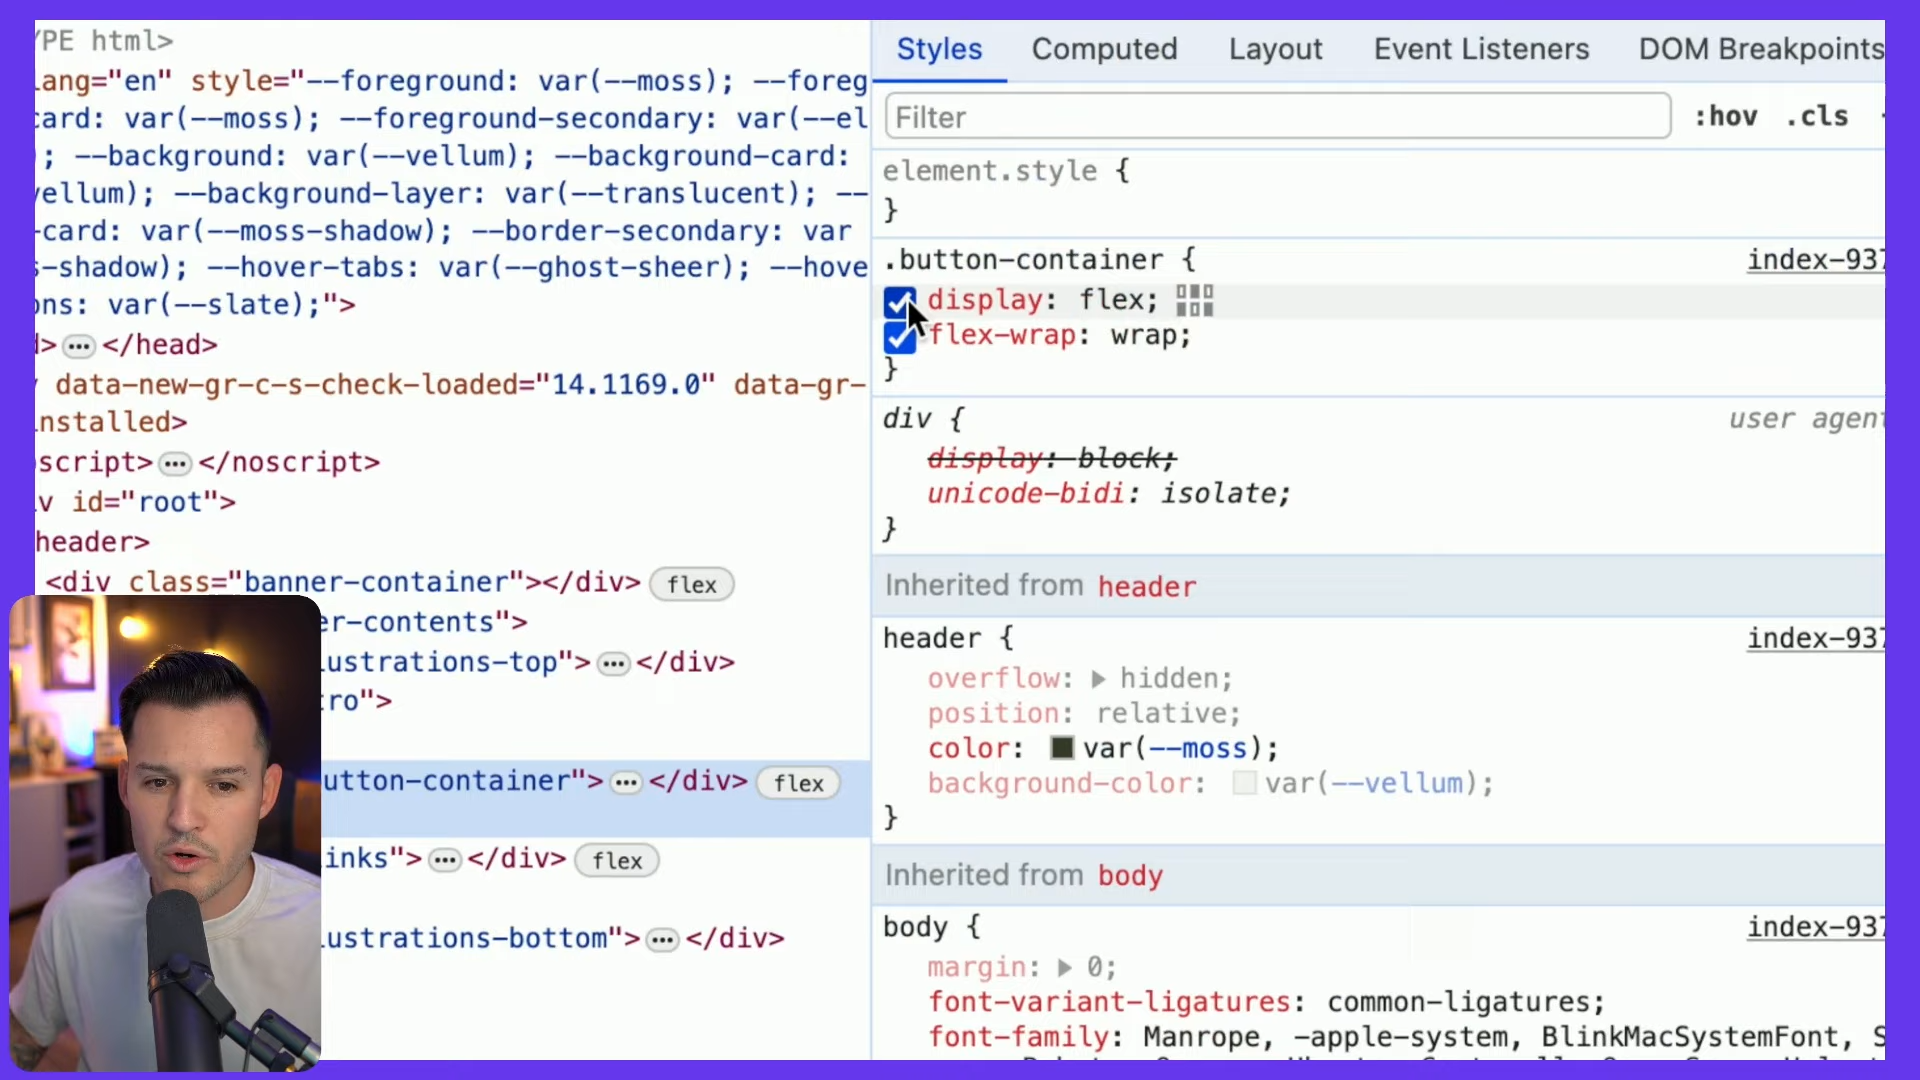 /PE html>
lang="en" style="--foreground: var(--moss); --foreg
card: var(--moss); --foreground-secondary: var(--el
); --background: var(--vellum); --background-card:
vellum); --background-layer: var(--translucent); --
-card: var(--moss-shadow); --border-secondary: var
s-shadow); --hover-tabs: var(--ghost-sheer); --hove
ons: var(--slate);">
d> ••• </head>
data-new-gr-c-s-check-loaded="14.1169.0" data-gr-
nstalled>
script> ••• </noscript>
v id="root">
header>
<div class="banner-container"></div> flex
er-contents">
ustrations-top"> ••• </div>
ro">
utton-container"> ••• </div> flex
inks"> ••• </div> flex
ustrations-bottom"> ••• </div>
Styles Computed Layout Event Listeners DOM Breakpoints
Filter :hov .cls
element.style {
}
.button-container { index-937
display: flex;
flex-wrap: wrap;
}
div { user agent
display: block;
unicode-bidi: isolate;
}
Inherited from header
header { index-937
overflow: ▶ hidden;
position: relative;
color: var(--moss);
background-color: var(--vellum);
}
Inherited from body
body { index-937
margin: ▶ 0;
font-variant-ligatures: common-ligatures;
font-family: Manrope, -apple-system, BlinkMacSystemFont, S